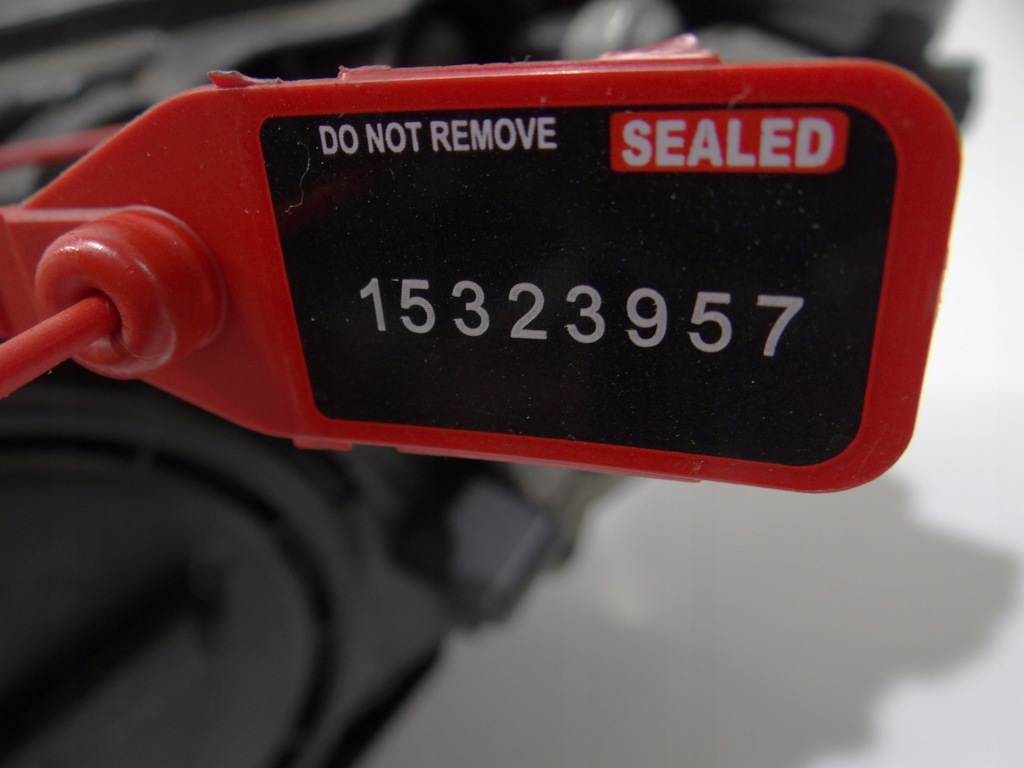 DO NOT REMOVE SEALED
15323957